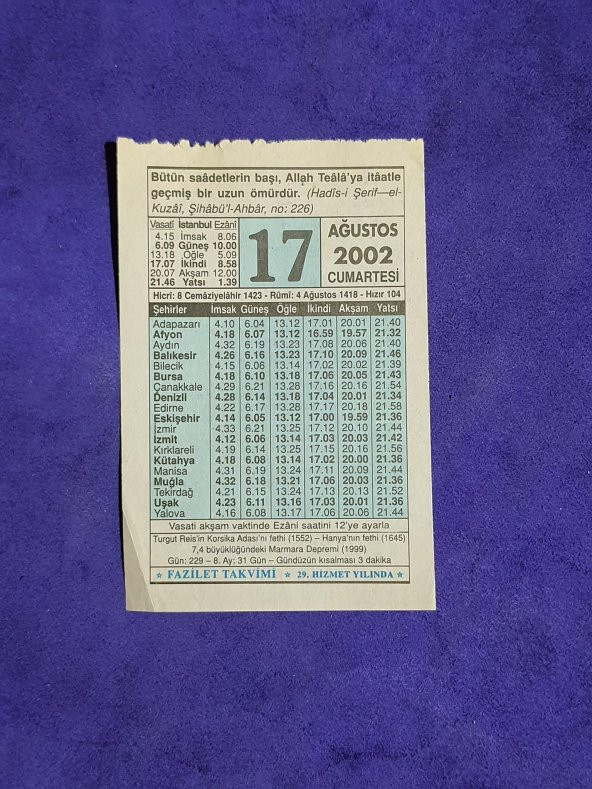 Bütün saâdetlerin başı, Allah Teâlâ'ya itâatle
geçmiş bir uzun ömürdür. (Hadîs-i Şerif—el-
Kuzâî, Şihâbü'l-Ahbâr, no: 226)
Vasatî İstanbul Ezânî
4.15 İmsak 8.06
6.09 Güneş 10.00
13.18 Öğle 5.09
17.07 İkindi 8.58
20.07 Akşam 12.00
21.46 Yatsı 1.39
17
AĞUSTOS
2002
CUMARTESİ
Hicrî: 8 Cemâziyelâhir 1423 - Rûmî: 4 Ağustos 1418 - Hızır 104
Şehirler İmsak Güneş Öğle İkindi Akşam Yatsı
Adapazarı 4.10 6.04 13.12 17.01 20.01 21.40
Afyon 4.18 6.07 13.12 16.59 19.57 21.32
Aydın 4.32 6.19 13.23 17.08 20.06 21.40
Balıkesir 4.26 6.16 13.23 17.10 20.09 21.46
Bilecik 4.15 6.06 13.14 17.02 20.02 21.39
Bursa 4.18 6.10 13.18 17.06 20.05 21.43
Çanakkale 4.29 6.21 13.28 17.16 20.16 21.54
Denizli 4.28 6.14 13.18 17.04 20.01 21.34
Edirne 4.22 6.17 13.28 17.17 20.18 21.58
Eskişehir 4.14 6.05 13.12 17.00 19.59 21.36
İzmir 4.33 6.21 13.25 17.12 20.10 21.44
İzmit 4.12 6.06 13.14 17.03 20.03 21.42
Kırklareli 4.19 6.14 13.25 17.15 20.16 21.56
Kütahya 4.18 6.08 13.14 17.02 20.00 21.36
Manisa 4.31 6.19 13.24 17.11 20.09 21.44
Muğla 4.32 6.18 13.21 17.06 20.03 21.36
Tekirdağ 4.21 6.15 13.24 17.13 20.13 21.52
Uşak 4.23 6.11 13.16 17.03 20.01 21.36
Yalova 4.16 6.08 13.17 17.06 20.06 21.44
Vasati akşam vaktinde Ezâni saatini 12'ye ayarla
Turgut Reis'in Korsika Adası'nı fethi (1552) – Hanya'nın fethi (1645)
7,4 büyüklüğündeki Marmara Depremi (1999)
Gün: 229 – 8. Ay: 31 Gün – Gündüzün kısalması 3 dakika
★ FAZİLET TAKVİMİ ★ 29. HİZMET YILINDA ★